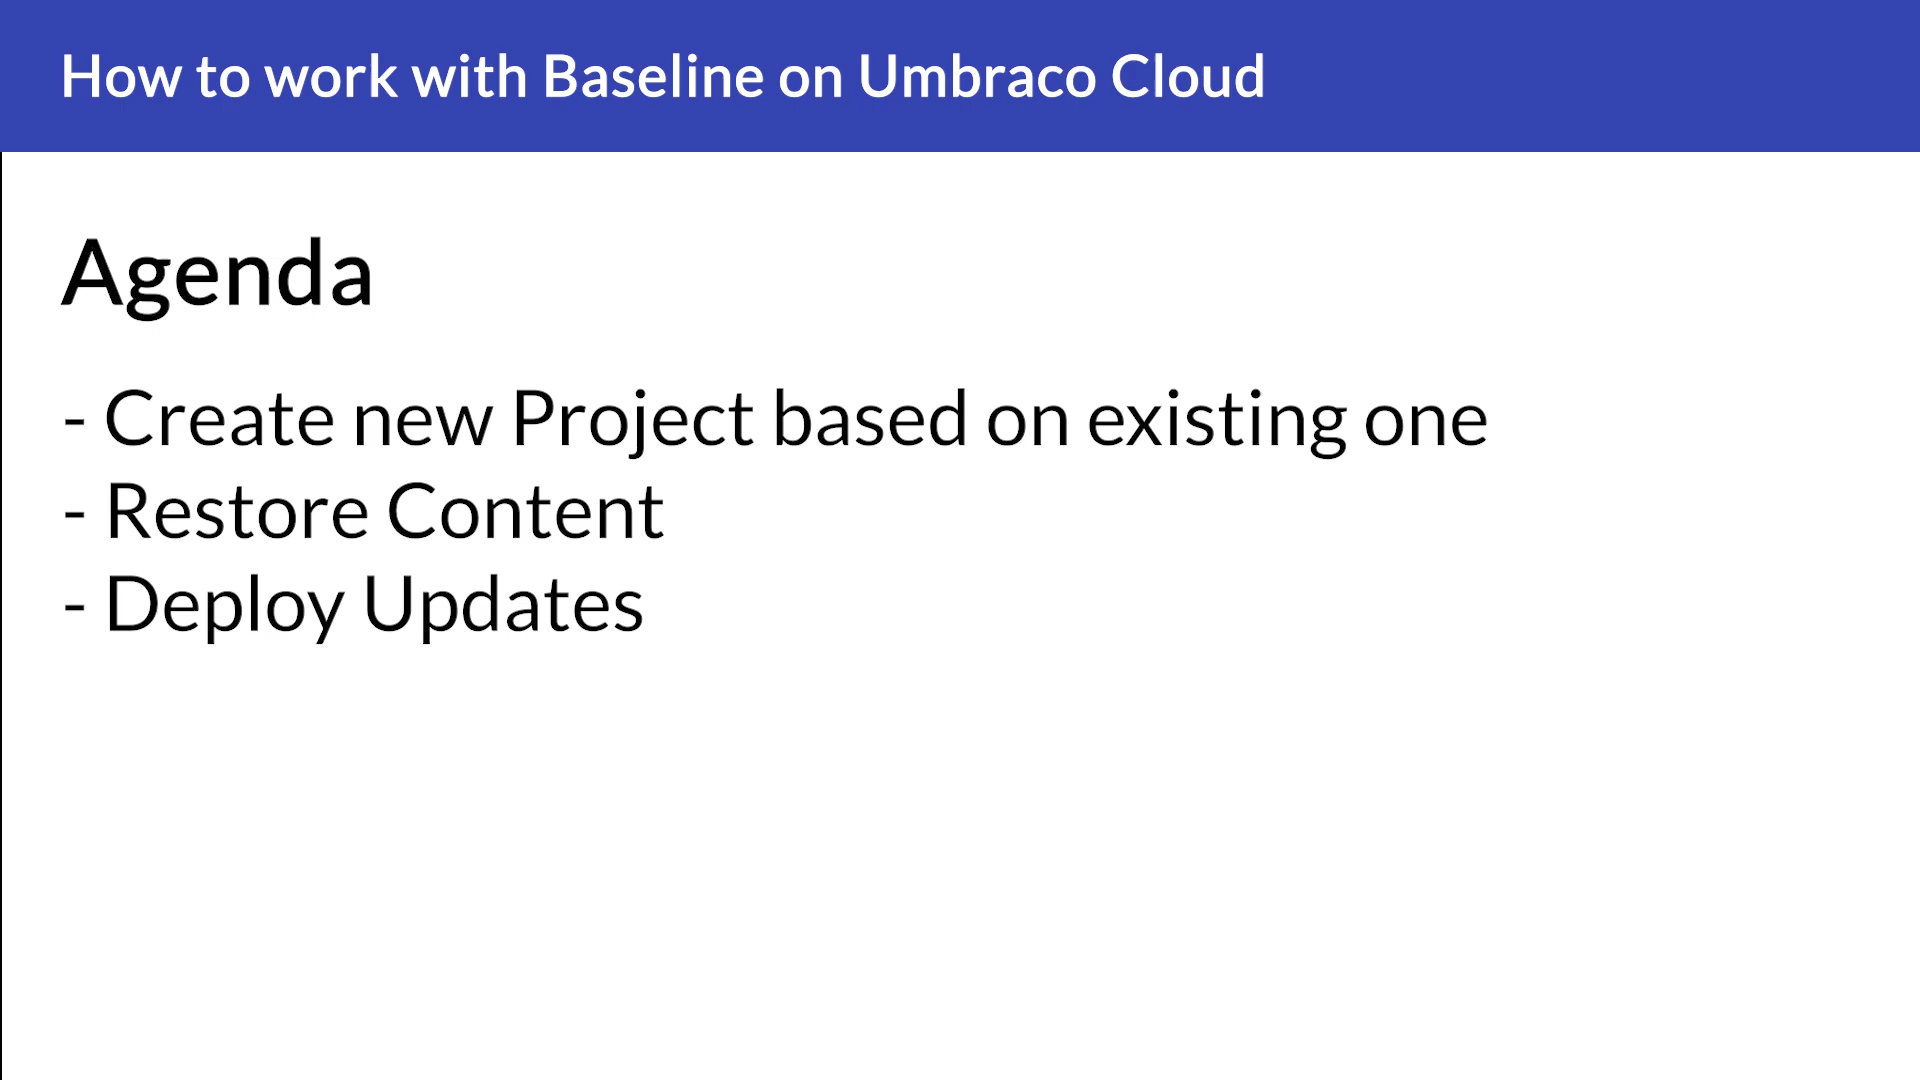 How to work with Baseline on Umbraco Cloud
Agenda
- Create new Project based on existing one
- Restore Content
- Deploy Updates